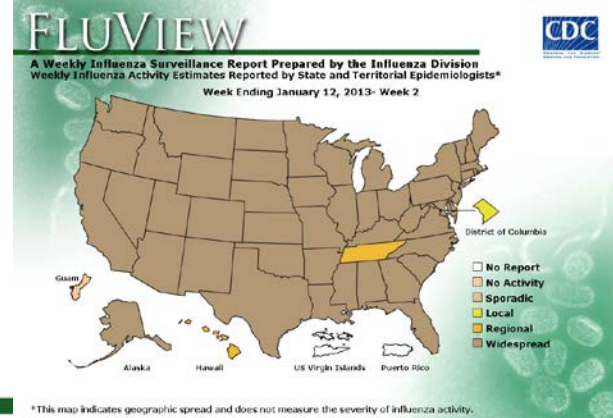 FLUVIEW
CDC
A Weekly Influenza Surveillance Report Prepared by the Influenza Division
Weekly Influenza Activity Estimates Reported by State and Territorial Epidemiologists*
Week Ending January 12, 2013- Week 2
District of Columbia
Guam
No Report
No Activity
Sporadic
Local
Regional
Widespread
Alaska
Hawaii
US Virgin Islands
Puerto Rico
*This map indicates geographic spread and does not measure the severity of influenza activity.